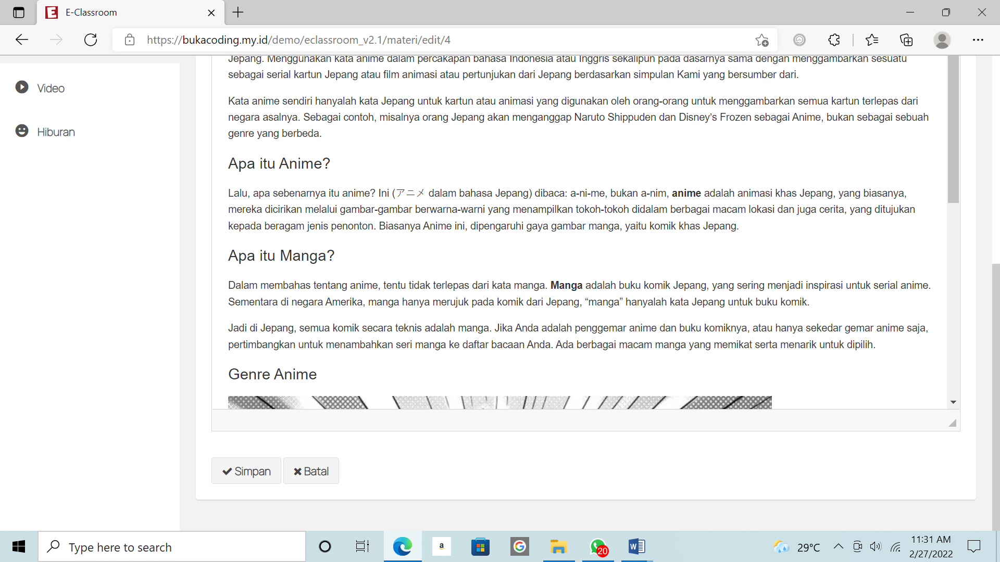 E-Classroom
https://bukacoding.my.id/demo/eclassroom_v2.1/materi/edit/4
Video
Hiburan
Jepang. Menggunakan kata anime dalam percakapan bahasa Indonesia atau Inggris sekalipun pada dasarnya sama dengan menggambarkan sesuatu
sebagai serial kartun Jepang atau film animasi atau pertunjukan dari Jepang berdasarkan simpulan Kami yang bersumber dari.
Kata anime sendiri hanyalah kata Jepang untuk kartun atau animasi yang digunakan oleh orang-orang untuk menggambarkan semua kartun terlepas dari
negara asalnya. Sebagai contoh, misalnya orang Jepang akan menganggap Naruto Shippuden dan Disney’s Frozen sebagai Anime, bukan sebagai sebuah
genre yang berbeda.
Apa itu Anime?
Lalu, apa sebenarnya itu anime? Ini (アニメ dalam bahasa Jepang) dibaca: a-ni-me, bukan a-nim, anime adalah animasi khas Jepang, yang biasanya,
mereka dicirikan melalui gambar-gambar berwarna-warni yang menampilkan tokoh-tokoh didalam berbagai macam lokasi dan juga cerita, yang ditujukan
kepada beragam jenis penonton. Biasanya Anime ini, dipengaruhi gaya gambar manga, yaitu komik khas Jepang.
Apa itu Manga?
Dalam membahas tentang anime, tentu tidak terlepas dari kata manga. Manga adalah buku komik Jepang, yang sering menjadi inspirasi untuk serial anime.
Sementara di negara Amerika, manga hanya merujuk pada komik dari Jepang, “manga” hanyalah kata Jepang untuk buku komik.
Jadi di Jepang, semua komik secara teknis adalah manga. Jika Anda adalah penggemar anime dan buku komiknya, atau hanya sekedar gemar anime saja,
pertimbangkan untuk menambahkan seri manga ke daftar bacaan Anda. Ada berbagai macam manga yang memikat serta menarik untuk dipilih.
Genre Anime
Simpan
Batal
Type here to search
20
29°C
11:31 AM
2/27/2022